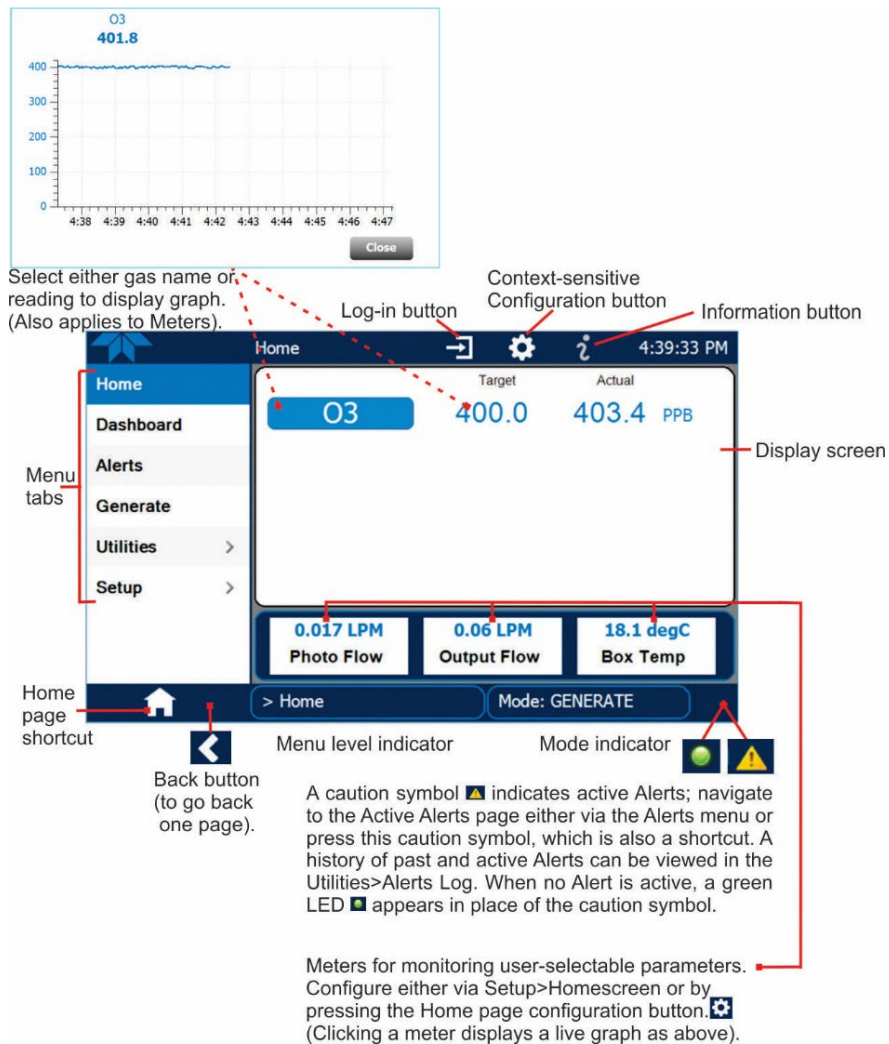 O3
401.8
400
300
200
100
0
4:38 4:39 4:40 4:41 4:42 4:43 4:44 4:45 4:46 4:47
Close
Select either gas name or
reading to display graph.
(Also applies to Meters).
Log-in button
Context-sensitive
Configuration button
Information button
Home
4:39:33 PM
Menu
tabs
Home
Dashboard
Alerts
Generate
Utilities >
Setup >
Target Actual
O3 400.0 403.4 PPB
Display screen
0.017 LPM
Photo Flow
0.06 LPM
Output Flow
18.1 degC
Box Temp
Home
page
shortcut
> Home
Mode: GENERATE
Menu level indicator
Mode indicator
Back button
(to go back
one page).
A caution symbol indicates active Alerts; navigate
to the Active Alerts page either via the Alerts menu or
press this caution symbol, which is also a shortcut. A
history of past and active Alerts can be viewed in the
Utilities>Alerts Log. When no Alert is active, a green
LED appears in place of the caution symbol.
Meters for monitoring user-selectable parameters.
Configure either via Setup>Homescreen or by
pressing the Home page configuration button.
(Clicking a meter displays a live graph as above).